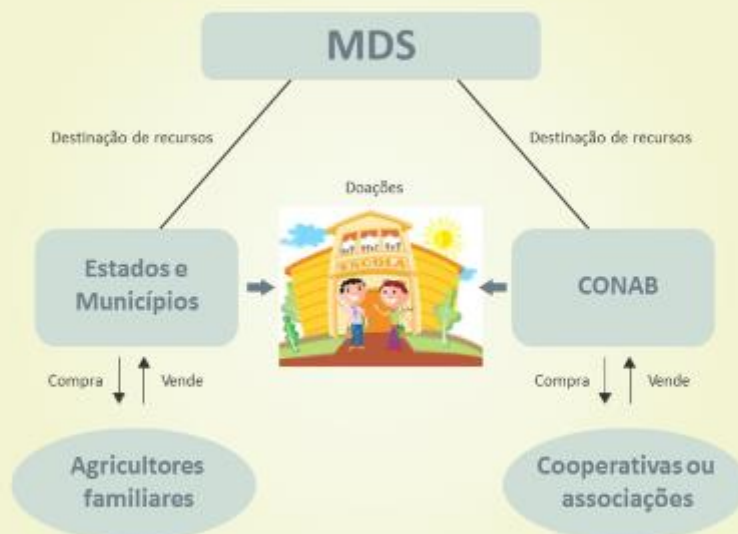 MDS
Destinação de recursos
Destinação de recursos
Doações
Estados e
Municípios
ESCOLA
CONAB
Compra
Vende
Compra
Vende
Agricultores
familiares
Cooperativas ou
associações